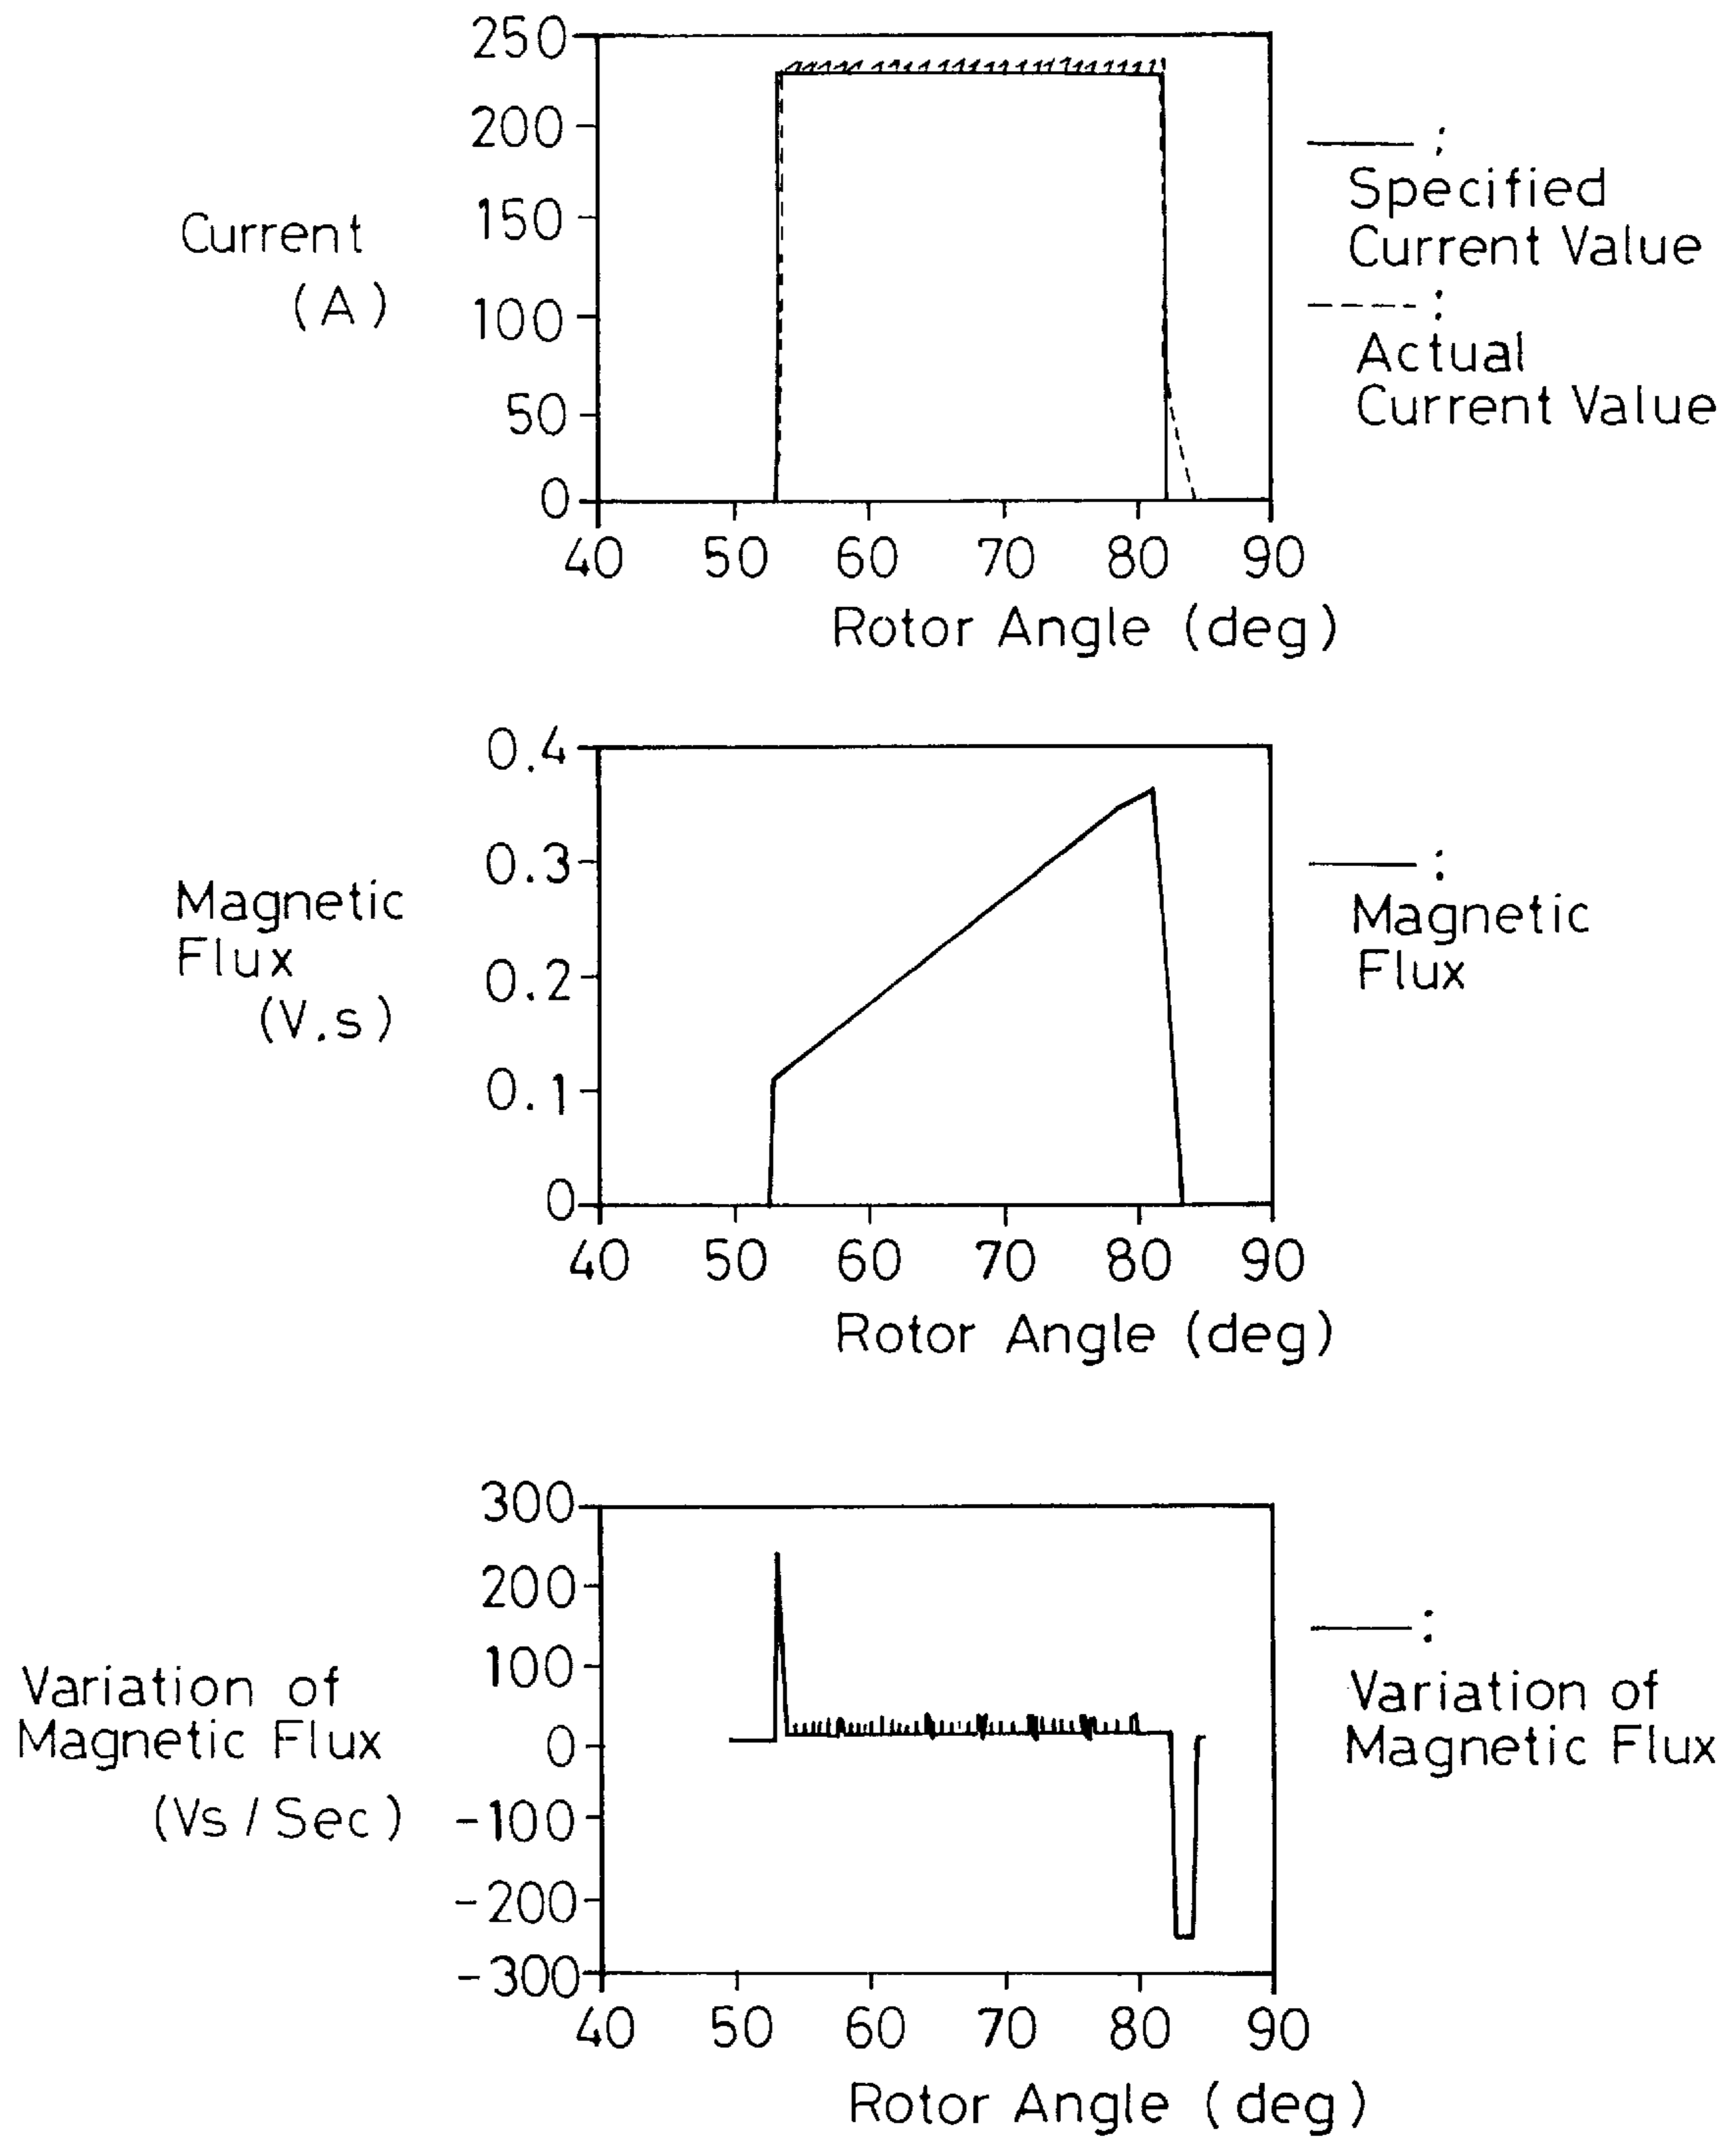 250
200
150
100
50
0
Current
(A)
40 50 60 70 80 90
Rotor Angle (deg)
:
Specified
Current Value
:
Actual
Current Value
0.4
0.3
0.2
0.1
0
Magnetic
Flux
(V.s)
40 50 60 70 80 90
Rotor Angle (deg)
:
Magnetic
Flux
300
200
100
0
-100
-200
-300
Variation of
Magnetic Flux
(Vs/Sec)
40 50 60 70 80 90
Rotor Angle (deg)
:
Variation of
Magnetic Flux